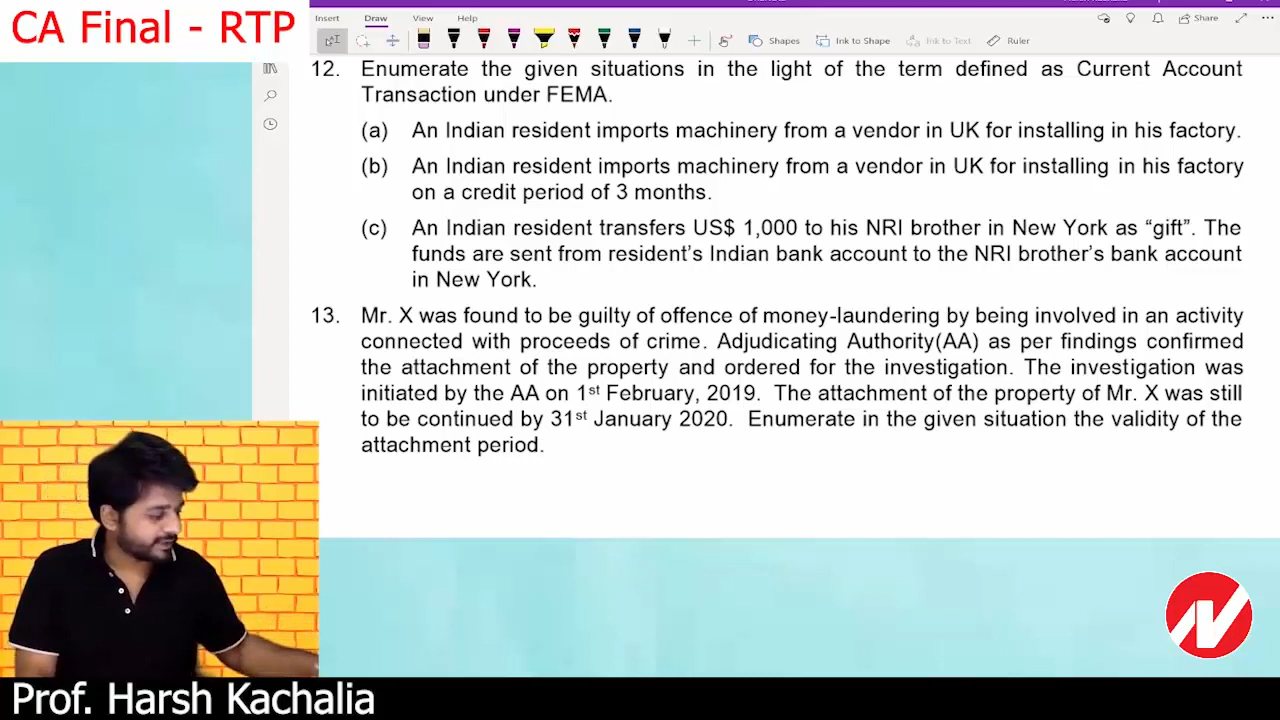 CA Final - RTP
Insert Draw View Help
Share
Shapes Ink to Shape Ink to Text Ruler
12. Enumerate the given situations in the light of the term defined as Current Account
Transaction under FEMA.
(a) An Indian resident imports machinery from a vendor in UK for installing in his factory.
(b) An Indian resident imports machinery from a vendor in UK for installing in his factory
on a credit period of 3 months.
(c) An Indian resident transfers US$ 1,000 to his NRI brother in New York as “gift”. The
funds are sent from resident’s Indian bank account to the NRI brother’s bank account
in New York.
13. Mr. X was found to be guilty of offence of money-laundering by being involved in an activity
connected with proceeds of crime. Adjudicating Authority(AA) as per findings confirmed
the attachment of the property and ordered for the investigation. The investigation was
initiated by the AA on 1st February, 2019. The attachment of the property of Mr. X was still
to be continued by 31st January 2020. Enumerate in the given situation the validity of the
attachment period.
Prof. Harsh Kachalia